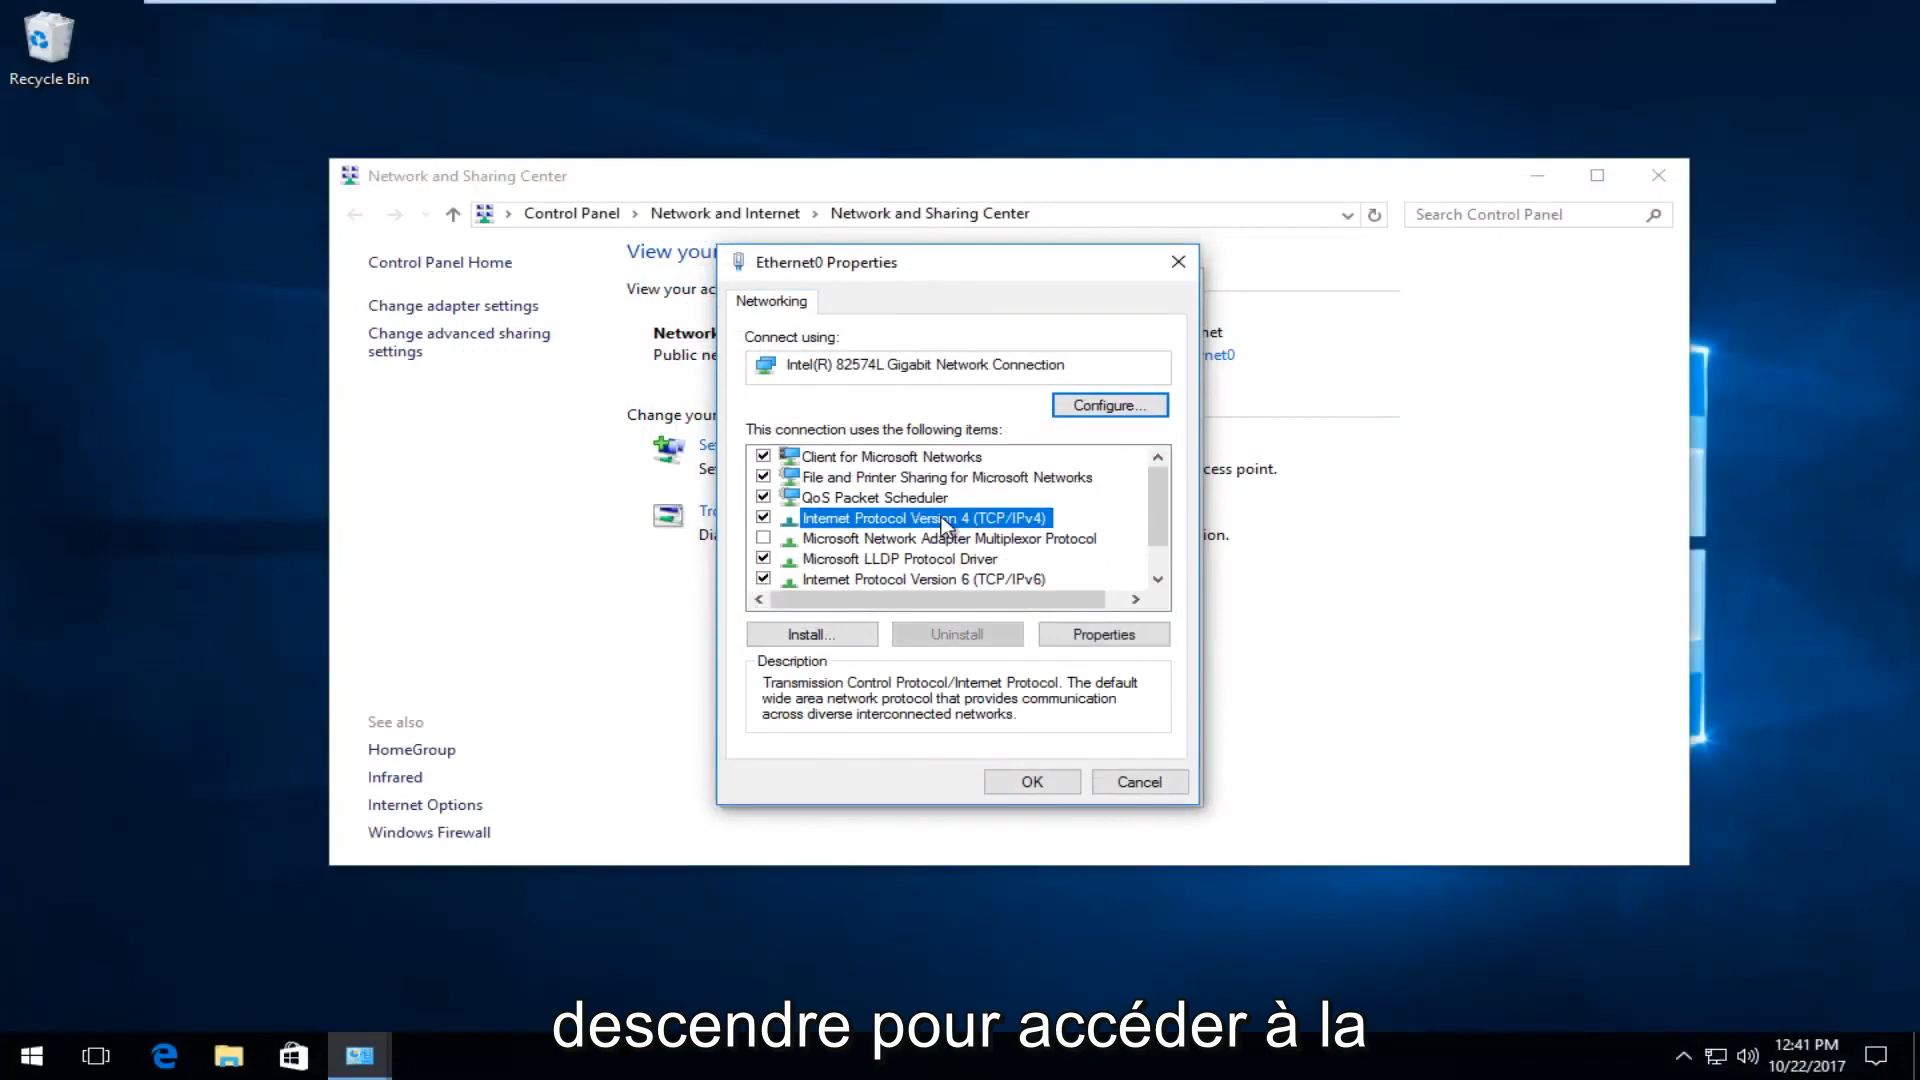 Recycle Bin
Network and Sharing Center
Control Panel > Network and Internet > Network and Sharing Center
Search Control Panel
Control Panel Home
Change adapter settings
Change advanced sharing
settings
See also
HomeGroup
Infrared
Internet Options
Windows Firewall
View your
View your ac
Network
Public ne
Change your
Se
Se
cess point.
Tro
Dia
ion.
Ethernet0 Properties
Networking
Connect using:
Intel(R) 82574L Gigabit Network Connection
Configure...
This connection uses the following items:
Client for Microsoft Networks
File and Printer Sharing for Microsoft Networks
QoS Packet Scheduler
Internet Protocol Version 4 (TCP/IPv4)
Microsoft Network Adapter Multiplexor Protocol
Microsoft LLDP Protocol Driver
Internet Protocol Version 6 (TCP/IPv6)
Install...
Uninstall
Properties
Description
Transmission Control Protocol/Internet Protocol. The default
wide area network protocol that provides communication
across diverse interconnected networks.
OK
Cancel
descendre pour accéder à la
12:41 PM
10/22/2017